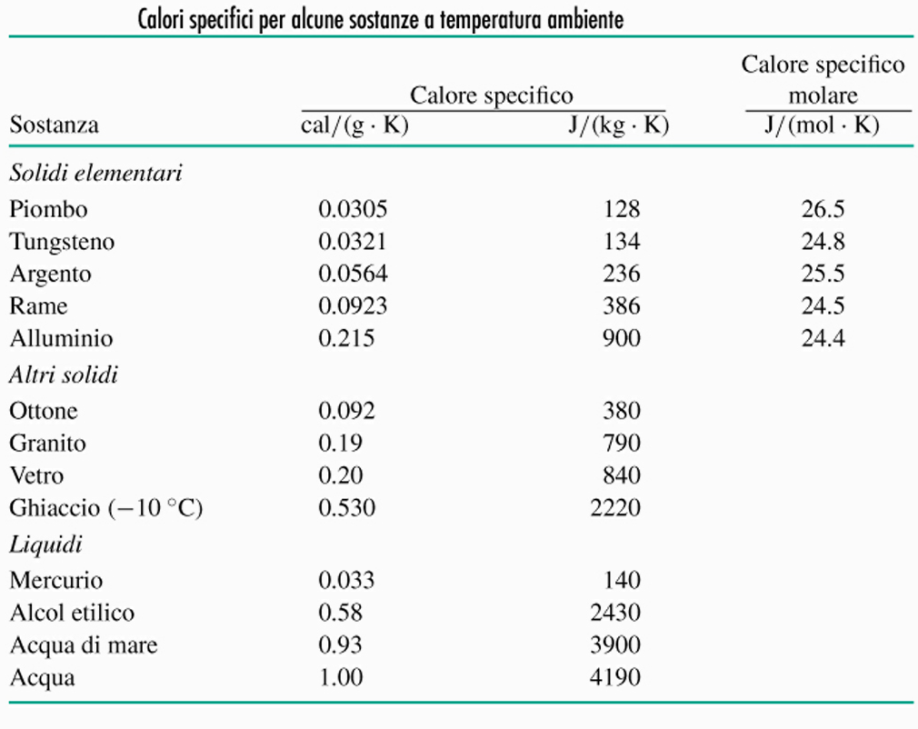 Calori specifici per alcune sostanze a temperatura ambiente
Calore specifico
Calore specifico molare
Sostanza cal/(g · K) J/(kg · K) J/(mol · K)
Solidi elementari
Piombo 0.0305 128 26.5
Tungsteno 0.0321 134 24.8
Argento 0.0564 236 25.5
Rame 0.0923 386 24.5
Alluminio 0.215 900 24.4
Altri solidi
Ottone 0.092 380
Granito 0.19 790
Vetro 0.20 840
Ghiaccio (−10 °C) 0.530 2220
Liquidi
Mercurio 0.033 140
Alcol etilico 0.58 2430
Acqua di mare 0.93 3900
Acqua 1.00 4190